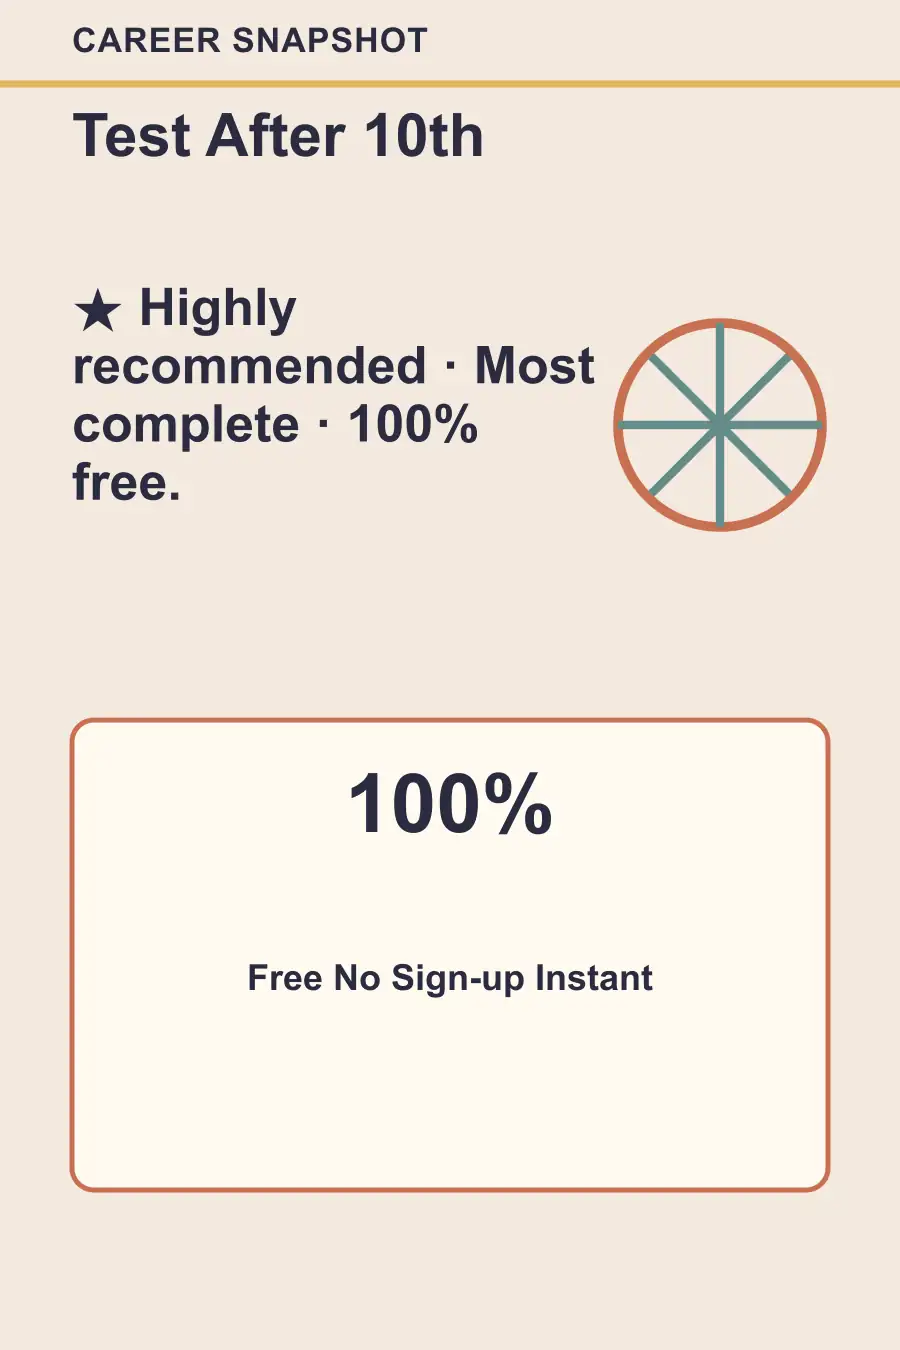 CAREER SNAPSHOT
Test After 10th
★ Highly
recommended · Most
complete · 100%
free.
100%
Free No Sign-up Instant